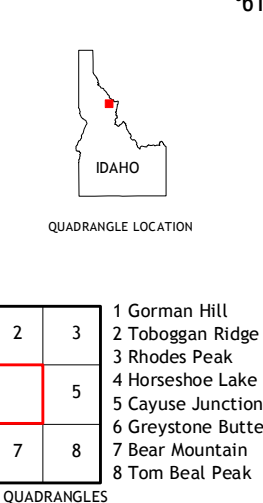 °61
IDAHO
QUADRANGLE LOCATION
2 3
5
7 8
1 Gorman Hill
2 Toboggan Ridge
3 Rhodes Peak
4 Horseshoe Lake
5 Cayuse Junction
6 Greystone Butte
7 Bear Mountain
8 Tom Beal Peak
QUADRANGLES